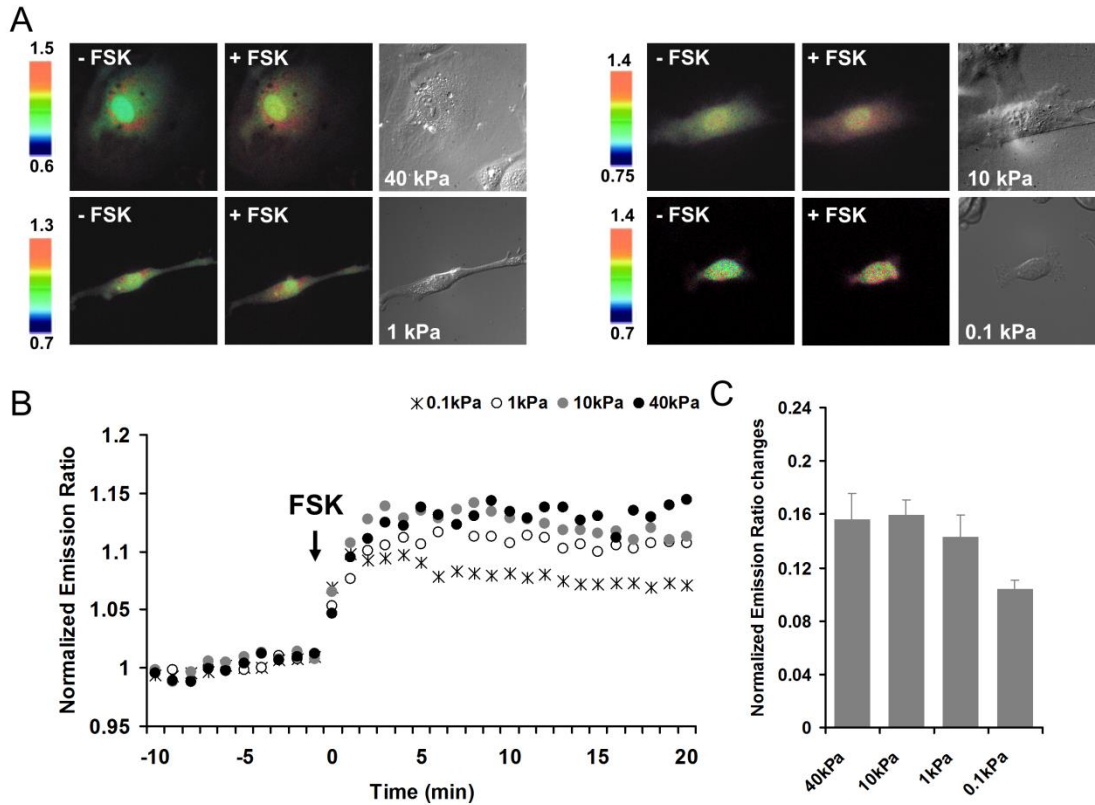 A
1.5
- FSK
+ FSK
40 kPa
0.6
1.4
- FSK
+ FSK
10 kPa
0.75
1.3
- FSK
+ FSK
1 kPa
0.7
1.4
- FSK
+ FSK
0.1 kPa
0.7
B
0.1kPa 1kPa 10kPa 40kPa
Normalized Emission Ratio
1.2
1.15
1.1
1.05
1
0.95
FSK
-10 -5 0 5 10 15 20
Time (min)
C
Normalized Emission Ratio changes
0.24
0.2
0.16
0.12
0.08
0.04
0
40kPa 10kPa 1kPa 0.1kPa